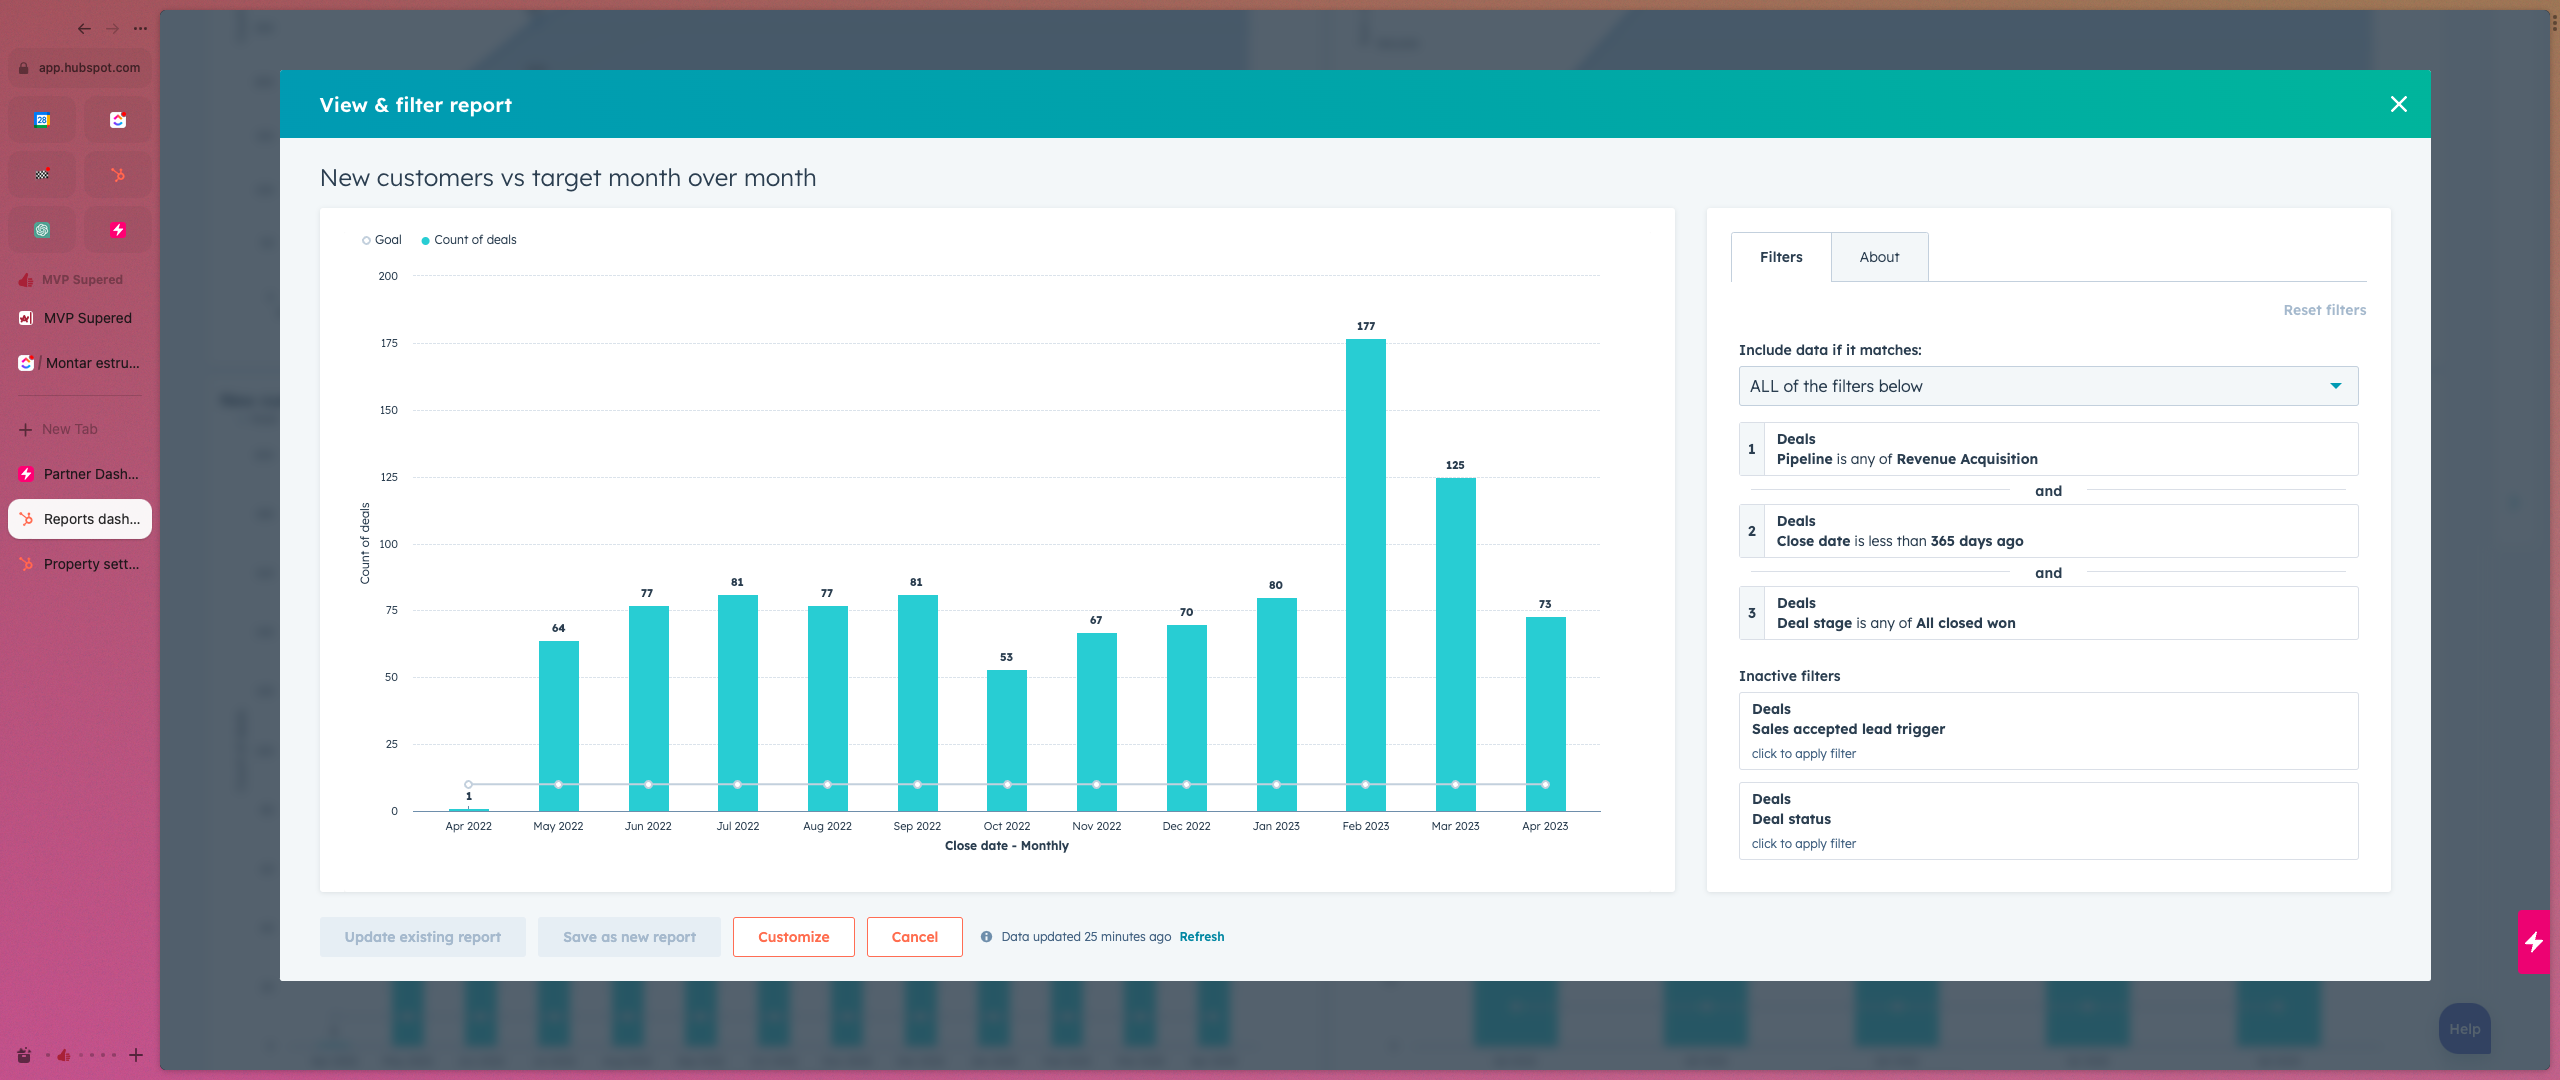 app.hubspot.com
28
MVP Supered
MVP Supered
/ Montar estru...
New Tab
Partner Dash...
Reports dash...
Property sett...
View & filter report
New customers vs target month over month
Goal
Count of deals
200
175
150
125
100
75
50
25
0
Count of deals
1
64
77
81
77
81
53
67
70
80
177
125
73
Apr 2022
May 2022
Jun 2022
Jul 2022
Aug 2022
Sep 2022
Oct 2022
Nov 2022
Dec 2022
Jan 2023
Feb 2023
Mar 2023
Apr 2023
Close date - Monthly
Filters
About
Reset filters
Include data if it matches:
ALL of the filters below
1
Deals
Pipeline is any of Revenue Acquisition
and
2
Deals
Close date is less than 365 days ago
and
3
Deals
Deal stage is any of All closed won
Inactive filters
Deals
Sales accepted lead trigger
click to apply filter
Deals
Deal status
click to apply filter
Update existing report
Save as new report
Customize
Cancel
Data updated 25 minutes ago Refresh
Help